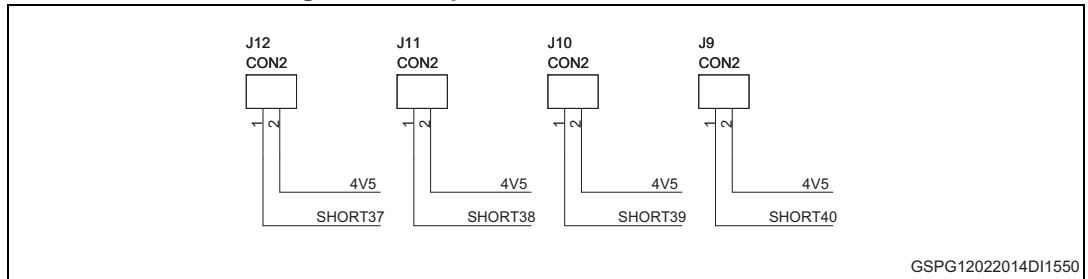 J12 J11 J10 J9
CON2 CON2 CON2 CON2
1 2 1 2 1 2 1 2
4V5 4V5 4V5 4V5
SHORT37 SHORT38 SHORT39 SHORT40
GSPG12022014DI1550